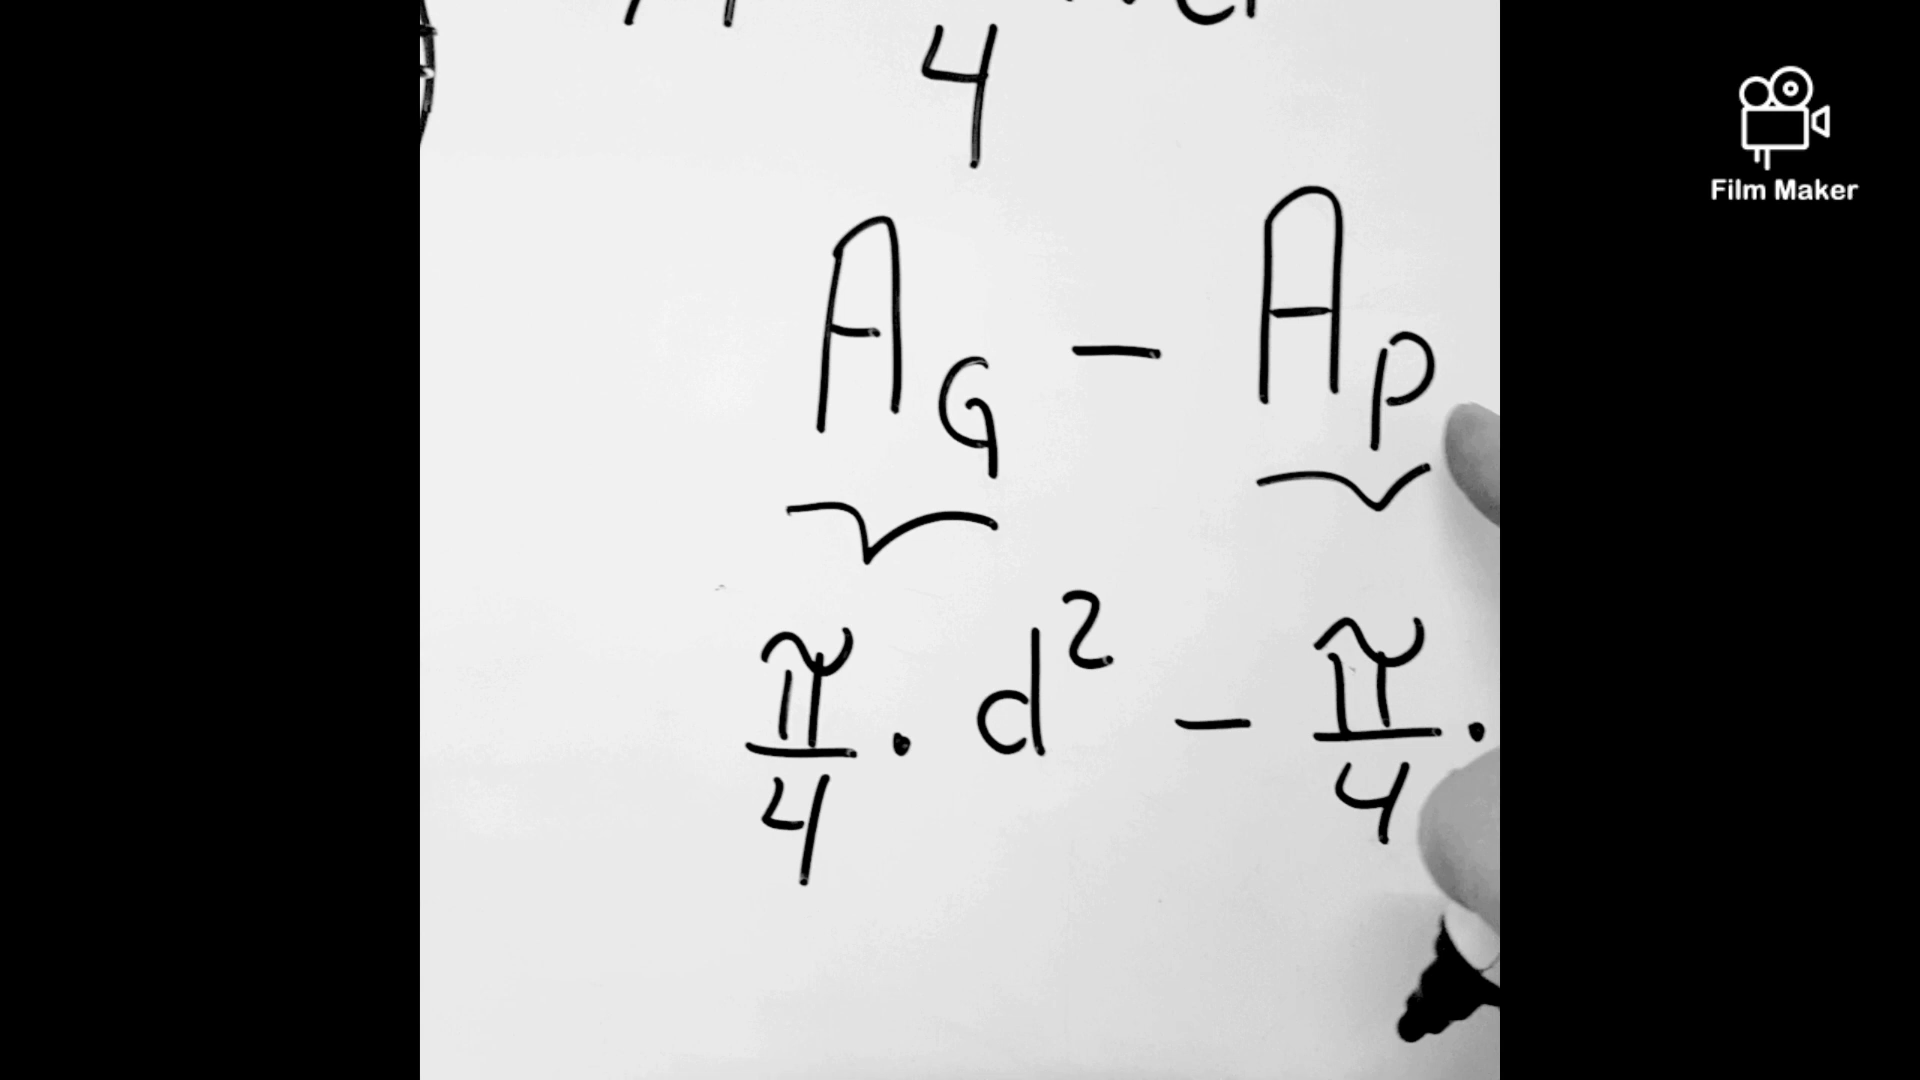 4
Film Maker
A_G - A_P
π/4 · d² - π/4 ·